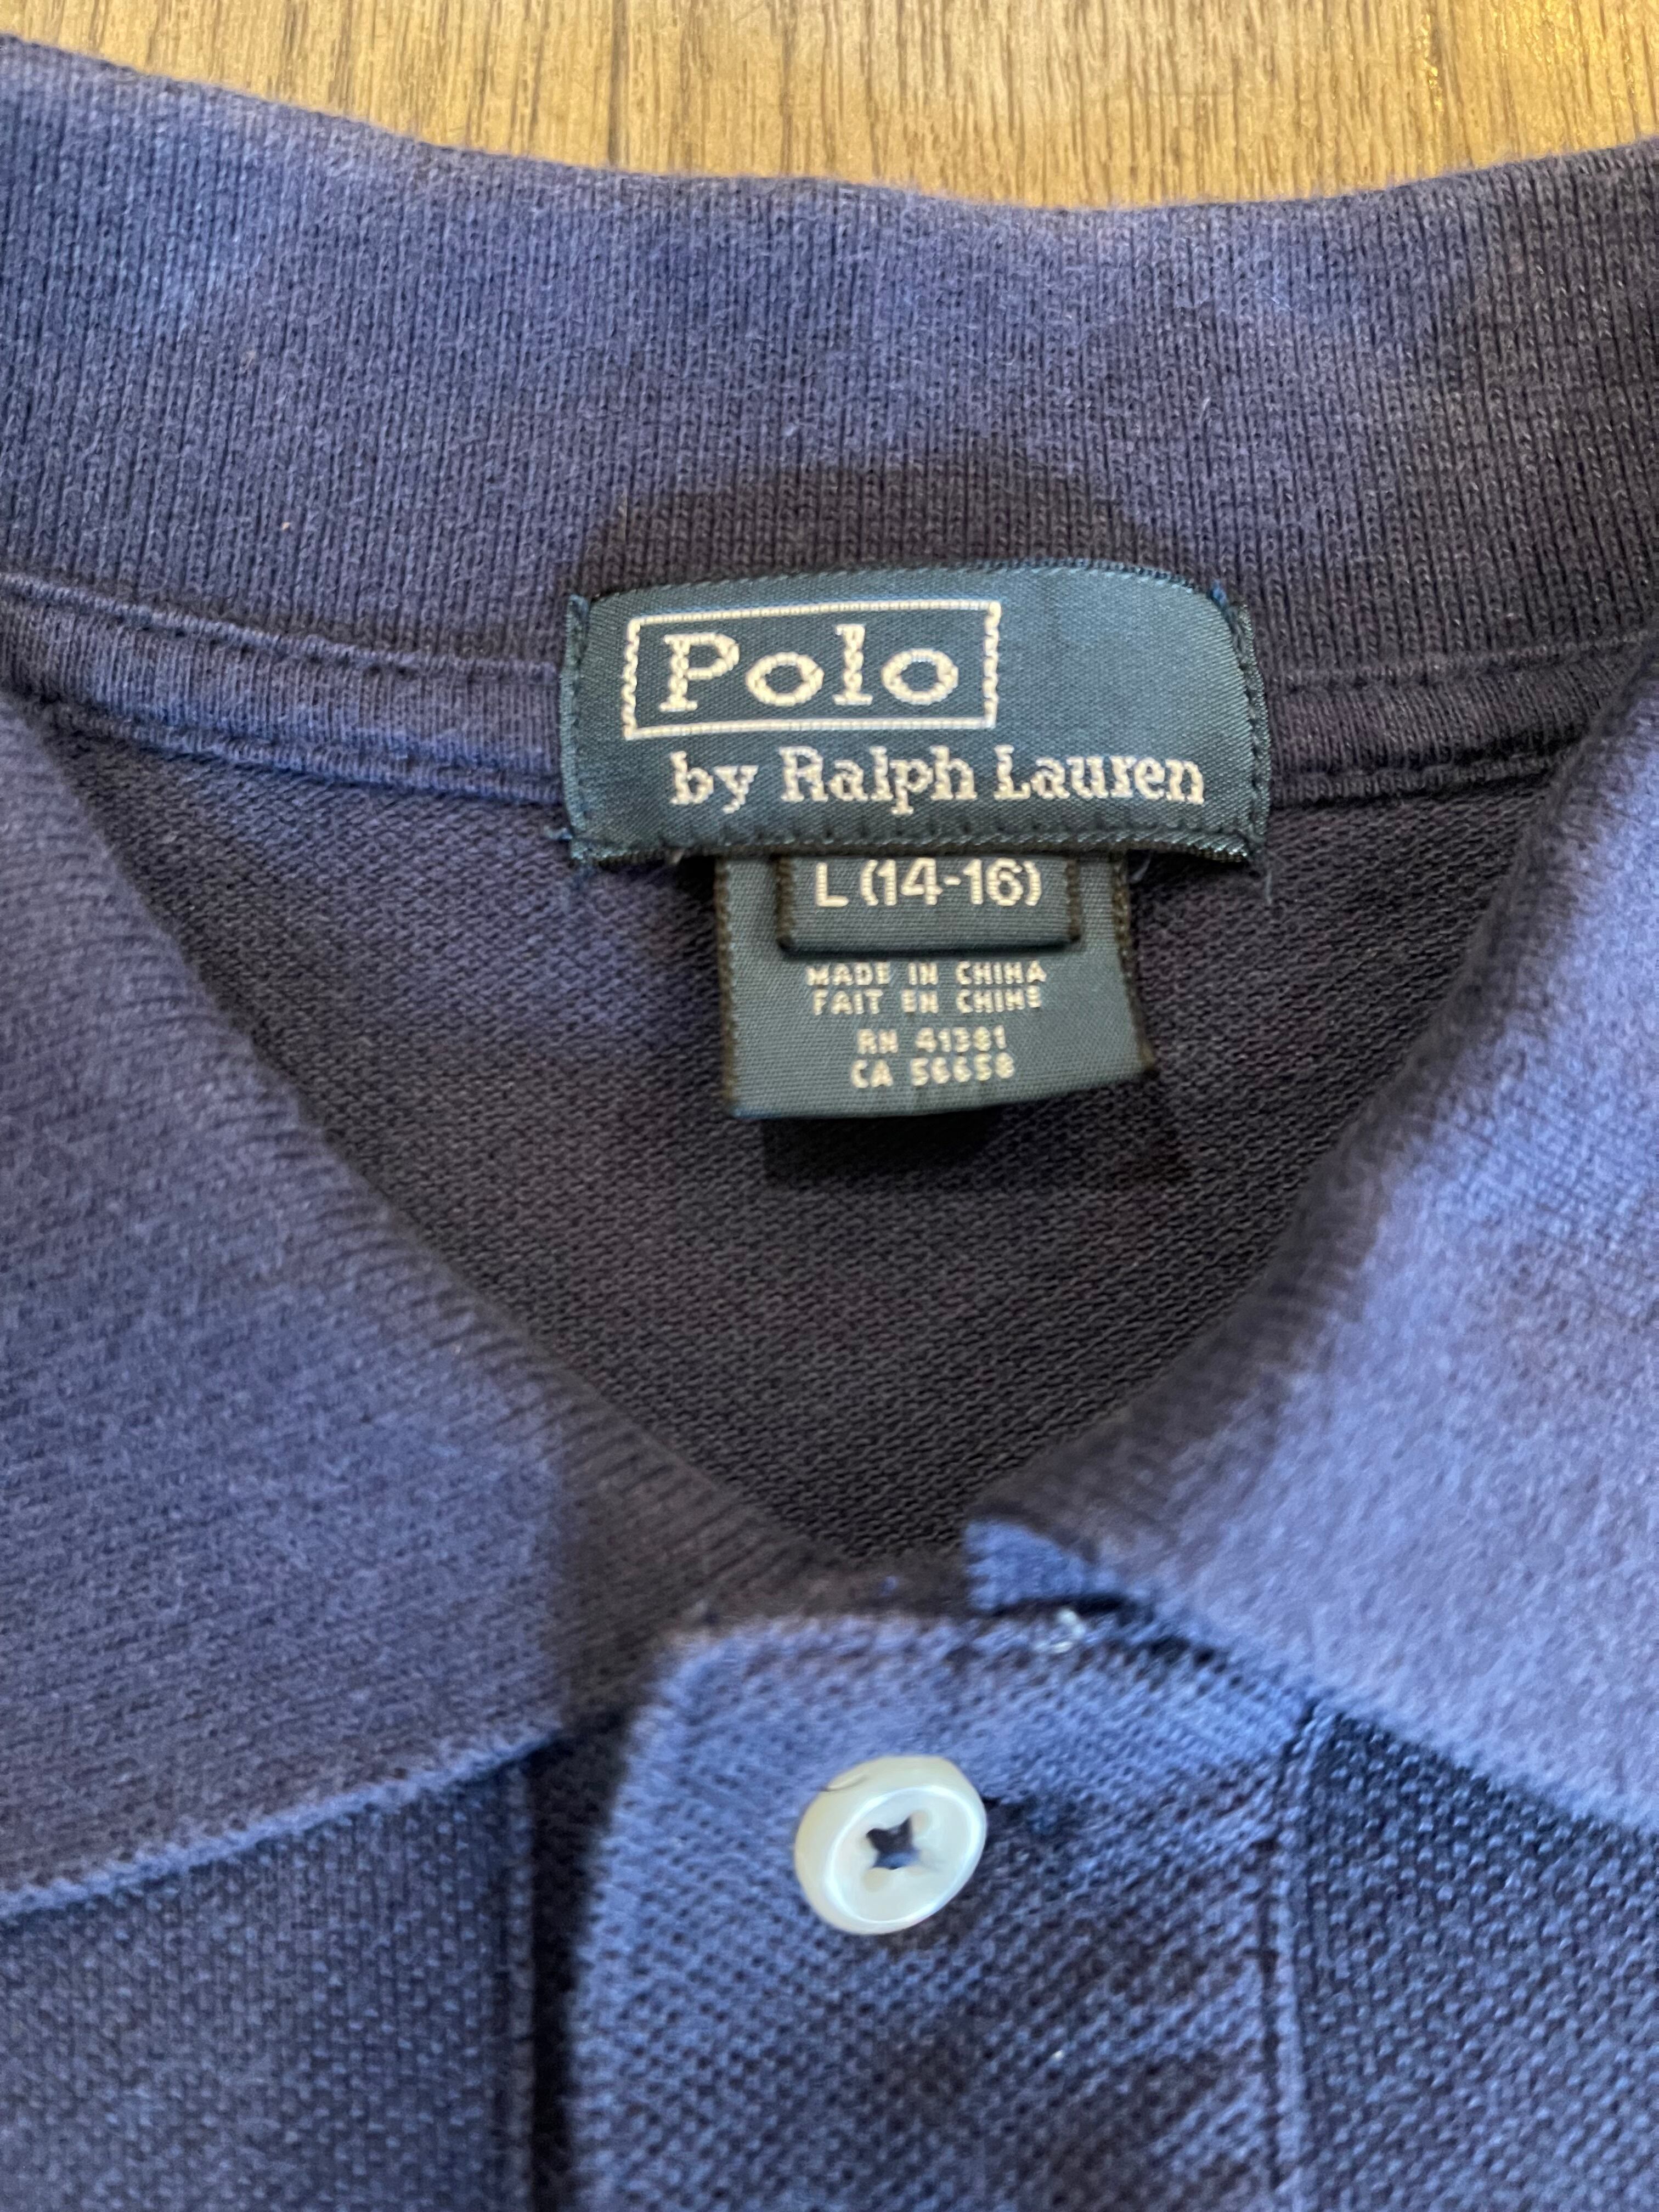 Polo
by Ralph Lauren
L (14-16)
MADE IN CHINA
FAIT EN CHINE
RN 41381
CA 56658